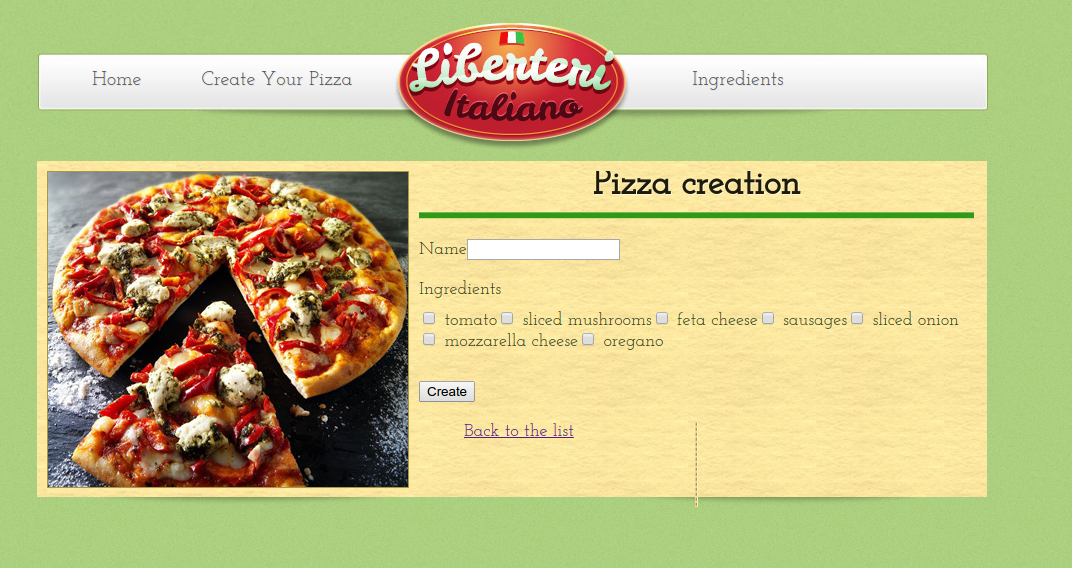 Home Create Your Pizza Liberteri Italiano Ingredients
Pizza creation
Name
Ingredients
tomato sliced mushrooms feta cheese sausages sliced onion
mozzarella cheese oregano
Create
Back to the list